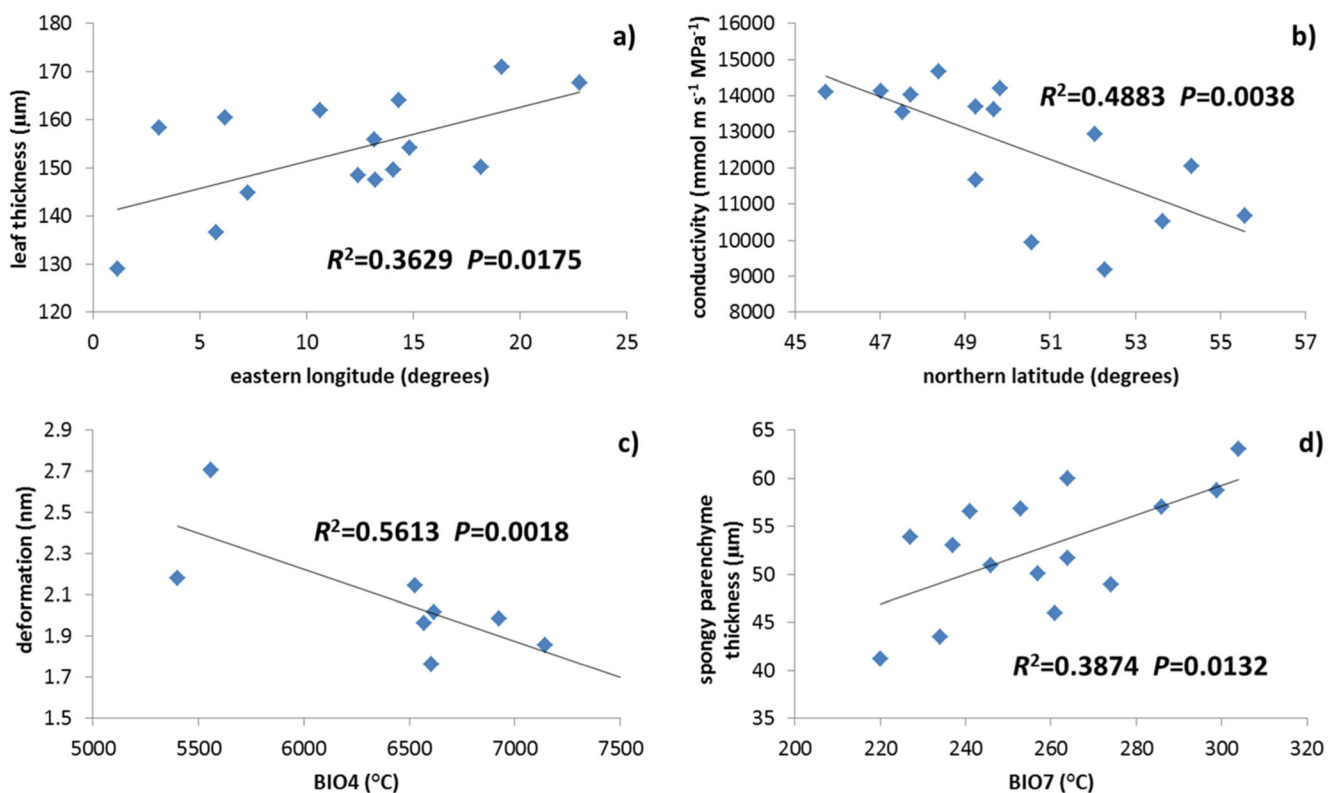 a)
180
170
160
150
140
130
120
leaf thickness (µm)
R²=0.3629 P=0.0175
0 5 10 15 20 25
eastern longitude (degrees)
b)
16000
15000
14000
13000
12000
11000
10000
9000
8000
conductivity (mmol m s⁻¹ MPa⁻¹)
R²=0.4883 P=0.0038
45 47 49 51 53 55 57
northern latitude (degrees)
c)
2.9
2.7
2.5
2.3
2.1
1.9
1.7
1.5
deformation (nm)
R²=0.5613 P=0.0018
5000 5500 6000 6500 7000 7500
BIO4 (°C)
d)
65
60
55
50
45
40
35
spongy parenchyme
thickness (µm)
R²=0.3874 P=0.0132
200 220 240 260 280 300 320
BIO7 (°C)